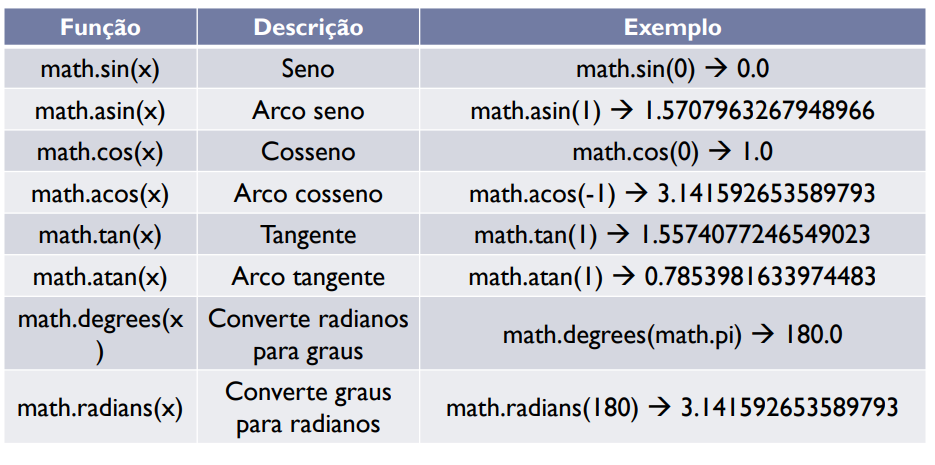 Função Descrição Exemplo
math.sin(x) Seno math.sin(0) → 0.0
math.asin(x) Arco seno math.asin(1) → 1.5707963267948966
math.cos(x) Cosseno math.cos(0) → 1.0
math.acos(x) Arco cosseno math.acos(-1) → 3.141592653589793
math.tan(x) Tangente math.tan(1) → 1.5574077246549023
math.atan(x) Arco tangente math.atan(1) → 0.7853981633974483
math.degrees(x
)
Converte radianos
para graus
math.degrees(math.pi) → 180.0
math.radians(x)
Converte graus
para radianos
math.radians(180) → 3.141592653589793